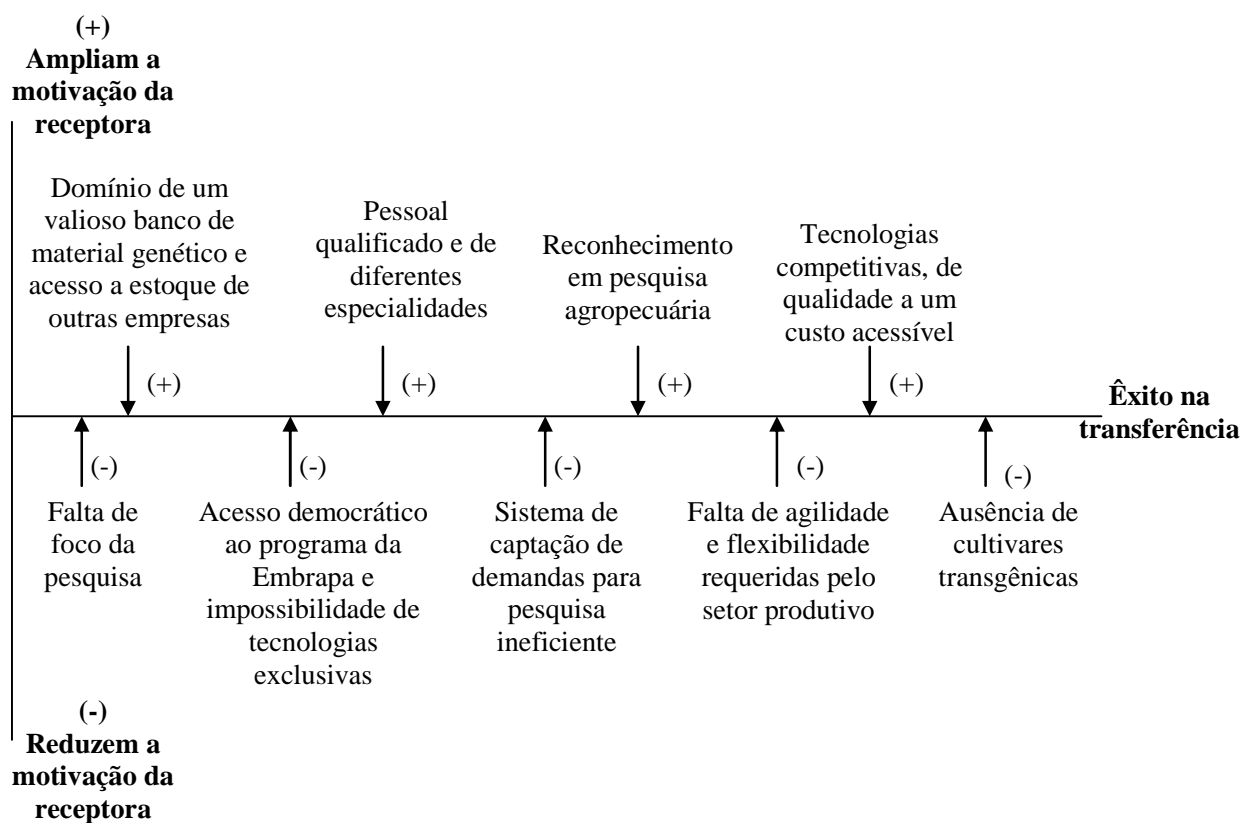 (+)
Ampliam a
motivação da
receptora
Domínio de um
valioso banco de
material genético e
acesso a estoque de
outras empresas
Pessoal
qualificado e de
diferentes
especialidades
Reconhecimento
em pesquisa
agropecuária
Tecnologias
competitivas, de
qualidade a um
custo acessível
(+)
(+)
(+)
(+)
Êxito na
transferência
(-)
(-)
(-)
(-)
(-)
Falta de
foco da
pesquisa
Acesso democrático
ao programa da
Embrapa e
impossibilidade de
tecnologias
exclusivas
Sistema de
captação de
demandas para
pesquisa
ineficiente
Falta de agilidade
e flexibilidade
requeridas pelo
setor produtivo
Ausência de
cultivares
transgênicas
(-)
Reduzem a
motivação da
receptora